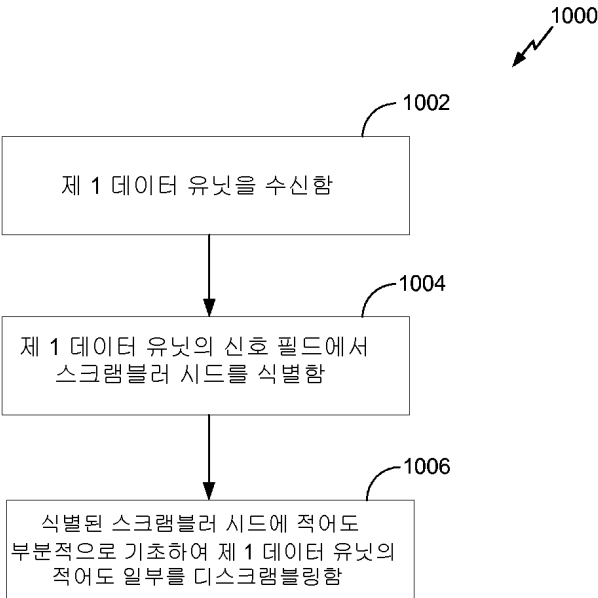 1000
1002
제 1 데이터 유닛을 수신함
1004
제 1 데이터 유닛의 신호 필드에서
스크램블러 시드를 식별함
1006
식별된 스크램블러 시드에 적어도
부분적으로 기초하여 제 1 데이터 유닛의
적어도 일부를 디스크램블링함